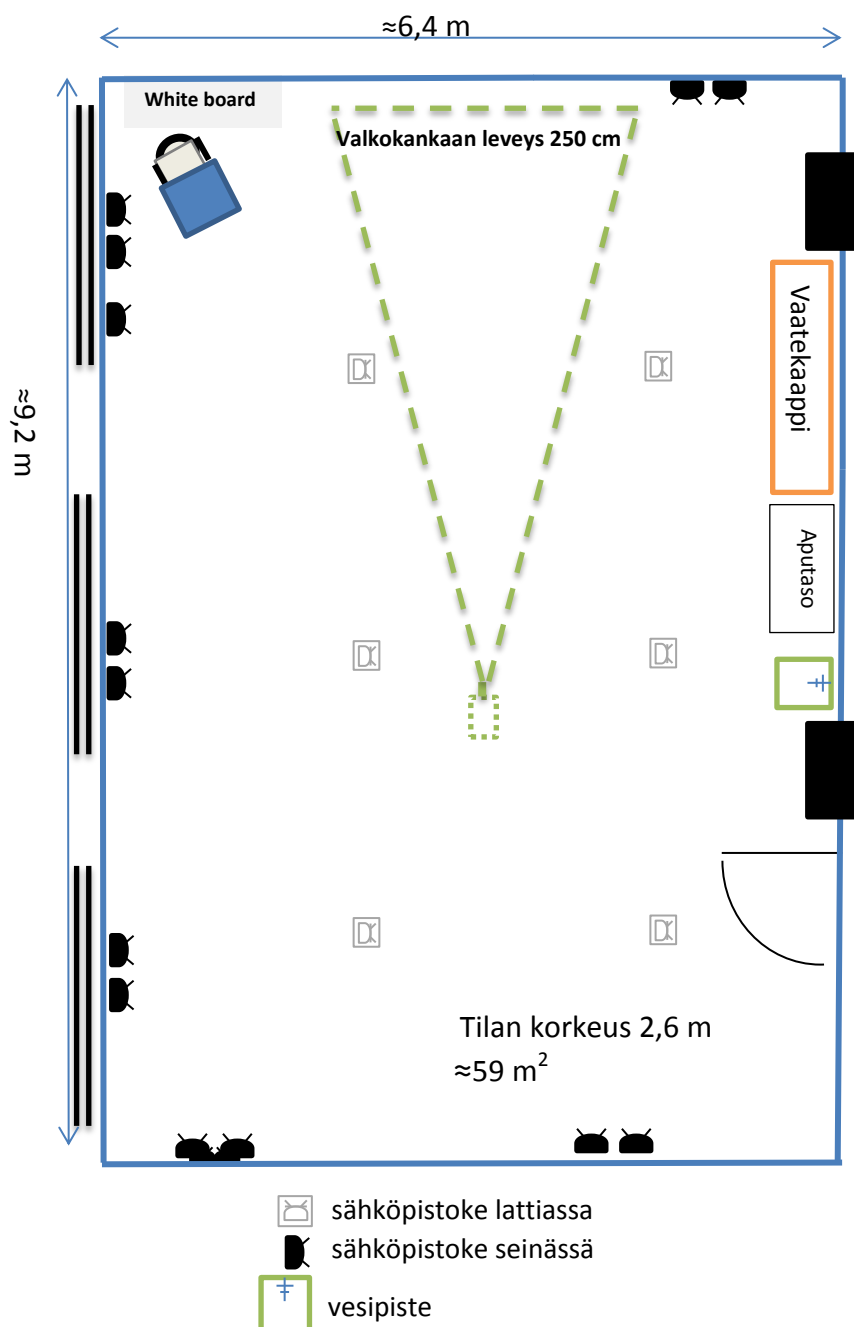 ≈6,4 m
White board
Valkokankaan leveys 250 cm
≈9,2 m
Vaatekaappi
Aputaso
Tilan korkeus 2,6 m
≈59 m²
sähköpistoke lattiassa
sähköpistoke seinässä
vesipiste